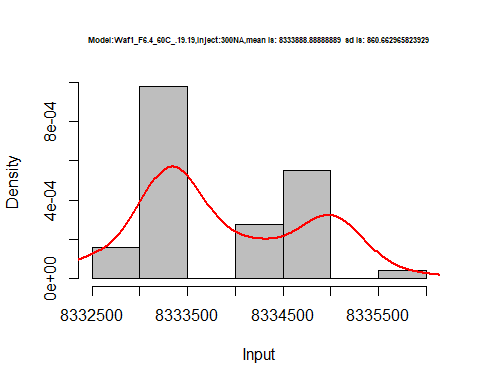 Model:Waf1_F6.4_60C_.19.19,Inject:300NA,mean is: 8333888.88888889 sd is: 860.662965823929
8e-04
4e-04
0e+00
Density
8332500 8333500 8334500 8335500
Input